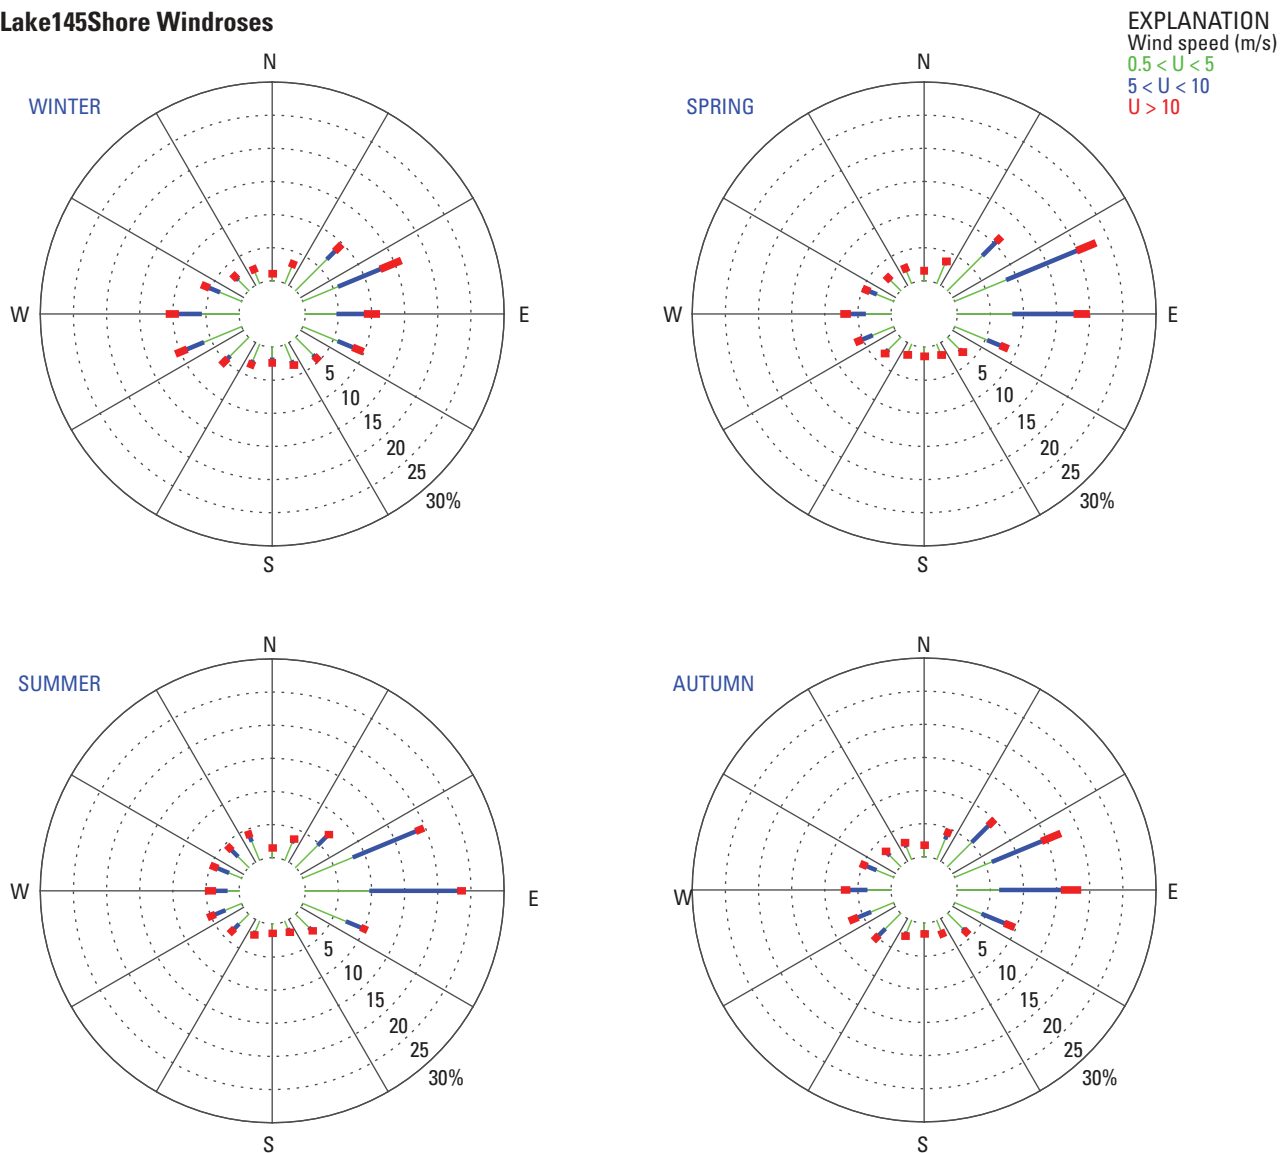 Lake145Shore Windroses
EXPLANATION
Wind speed (m/s)
0.5 < U < 5
5 < U < 10
U > 10
WINTER
N
W
E
S
5
10
15
20
25
30%
SPRING
N
W
E
S
5
10
15
20
25
30%
SUMMER
N
W
E
S
5
10
15
20
25
30%
AUTUMN
N
W
E
S
5
10
15
20
25
30%